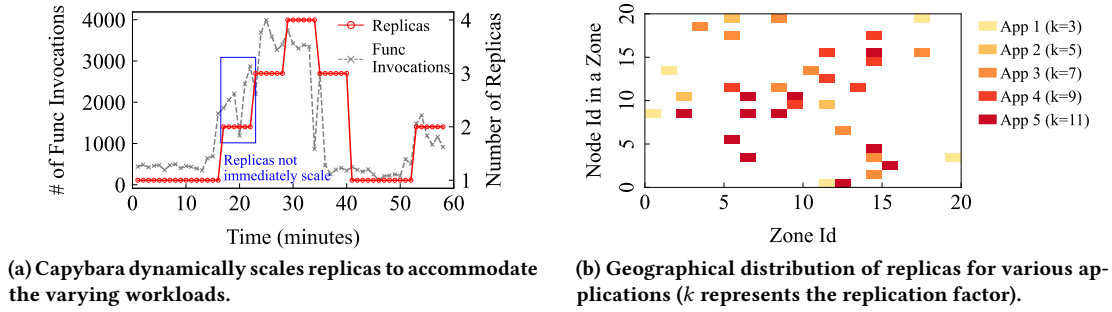 # of Func Invocations
4000
3000
2000
1000
0
Replicas
Func
Invocations
Replicas not
immediately scale
4
3
2
1
Number of Replicas
0 10 20 30 40 50 60
Time (minutes)
(a) Capybara dynamically scales replicas to accommodate
the varying workloads.
Node Id in a Zone
20
15
10
5
0
0 5 10 15 20
Zone Id
App 1 (k=3)
App 2 (k=5)
App 3 (k=7)
App 4 (k=9)
App 5 (k=11)
(b) Geographical distribution of replicas for various ap-
plications (k represents the replication factor).